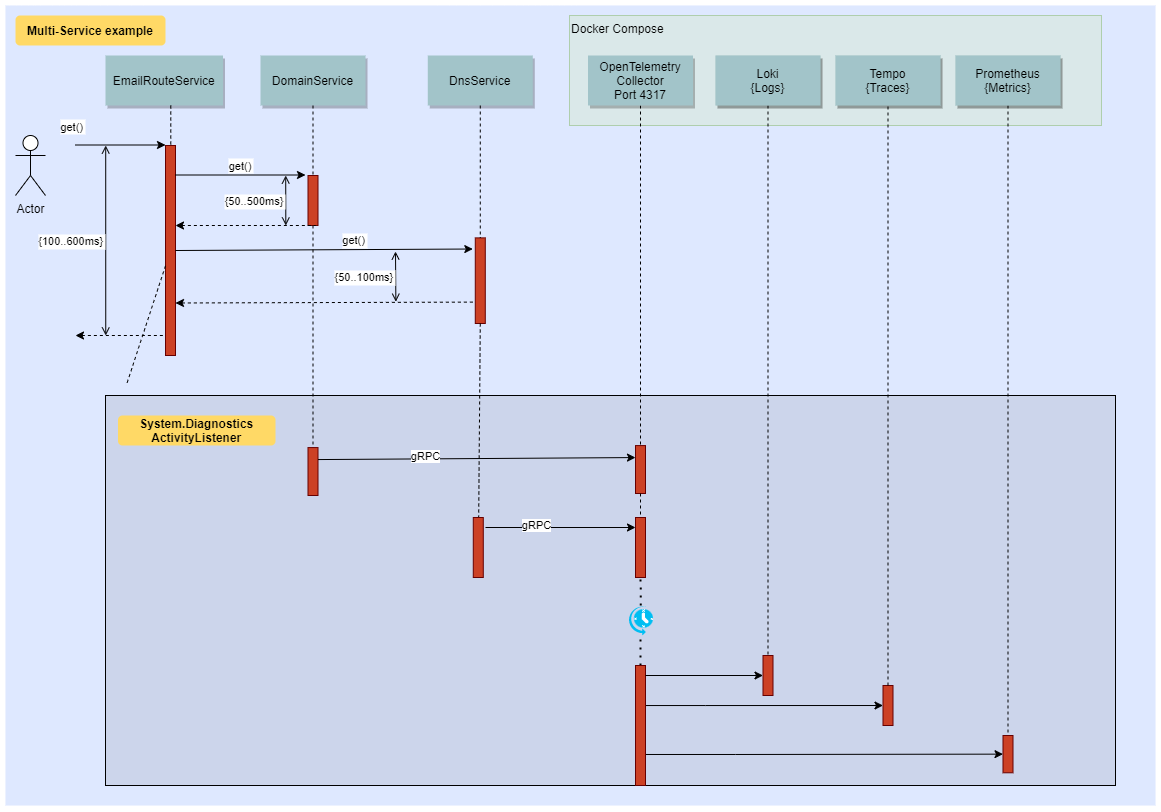 Multi-Service example
Docker Compose
EmailRouteService
DomainService
DnsService
OpenTelemetry
Collector
Port 4317
Loki
{Logs}
Tempo
{Traces}
Prometheus
{Metrics}
get()
Actor
get()
{50..500ms}
{100..600ms}
get()
{50..100ms}
System.Diagnostics
ActivityListener
gRPC
gRPC